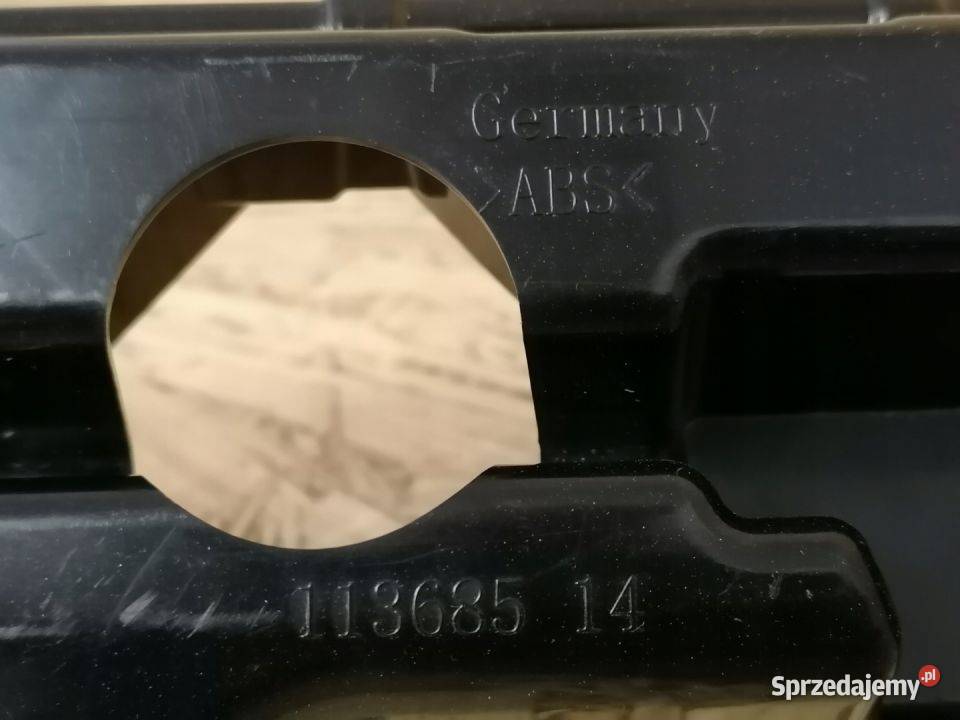 Germany
>ABS<
113685 14
Sprzedajemy.pl